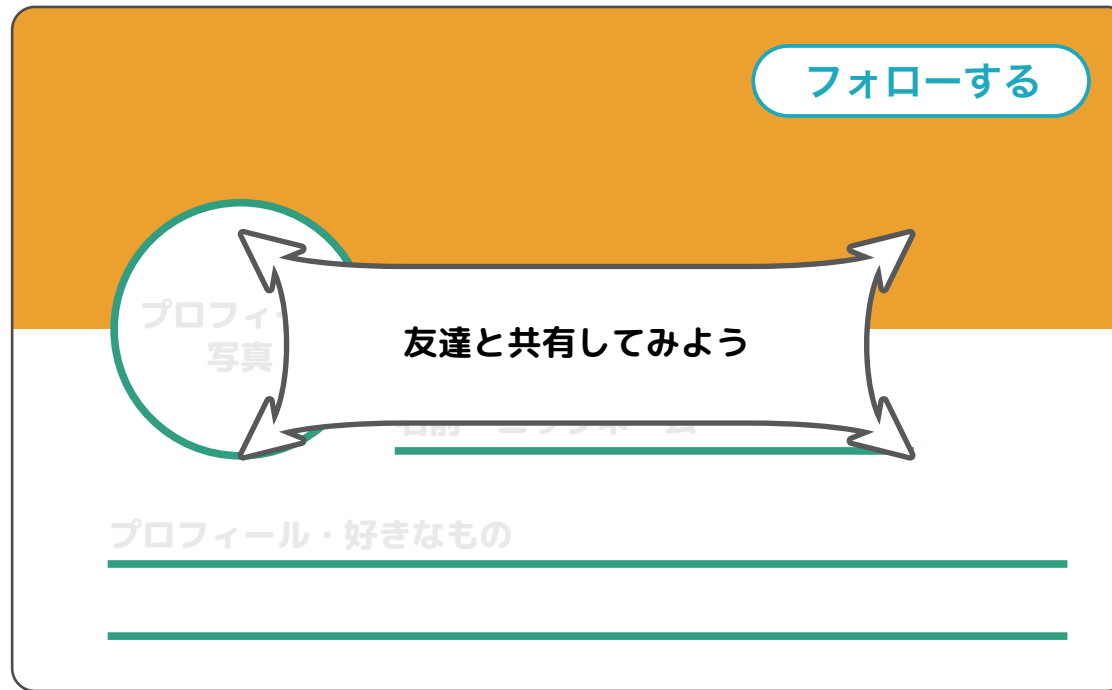 フォローする
プロフィ
写真
友達と共有してみよう
プロフィール・好きなもの